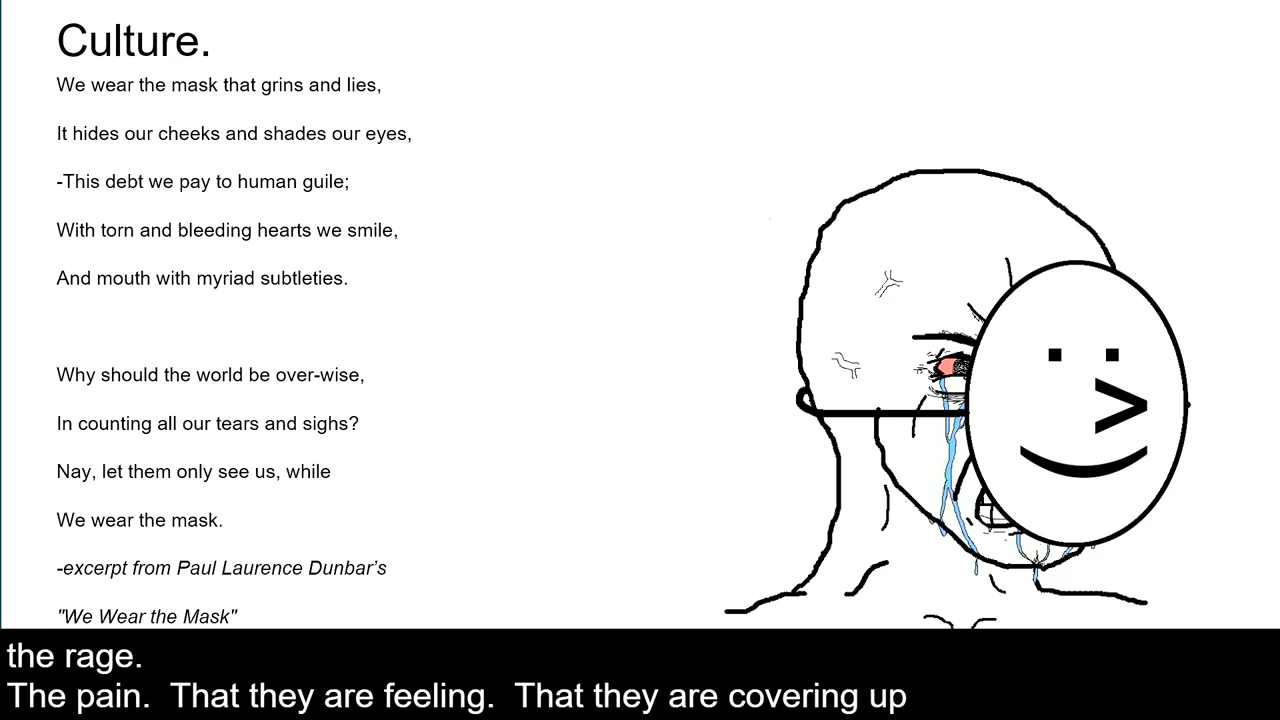 Culture.
We wear the mask that grins and lies,
It hides our cheeks and shades our eyes,
-This debt we pay to human guile;
With torn and bleeding hearts we smile,
And mouth with myriad subtleties.
Why should the world be over-wise,
In counting all our tears and sighs?
Nay, let them only see us, while
We wear the mask.
-excerpt from Paul Laurence Dunbar’s
"We Wear the Mask"
the rage.
The pain.  That they are feeling.  That they are covering up